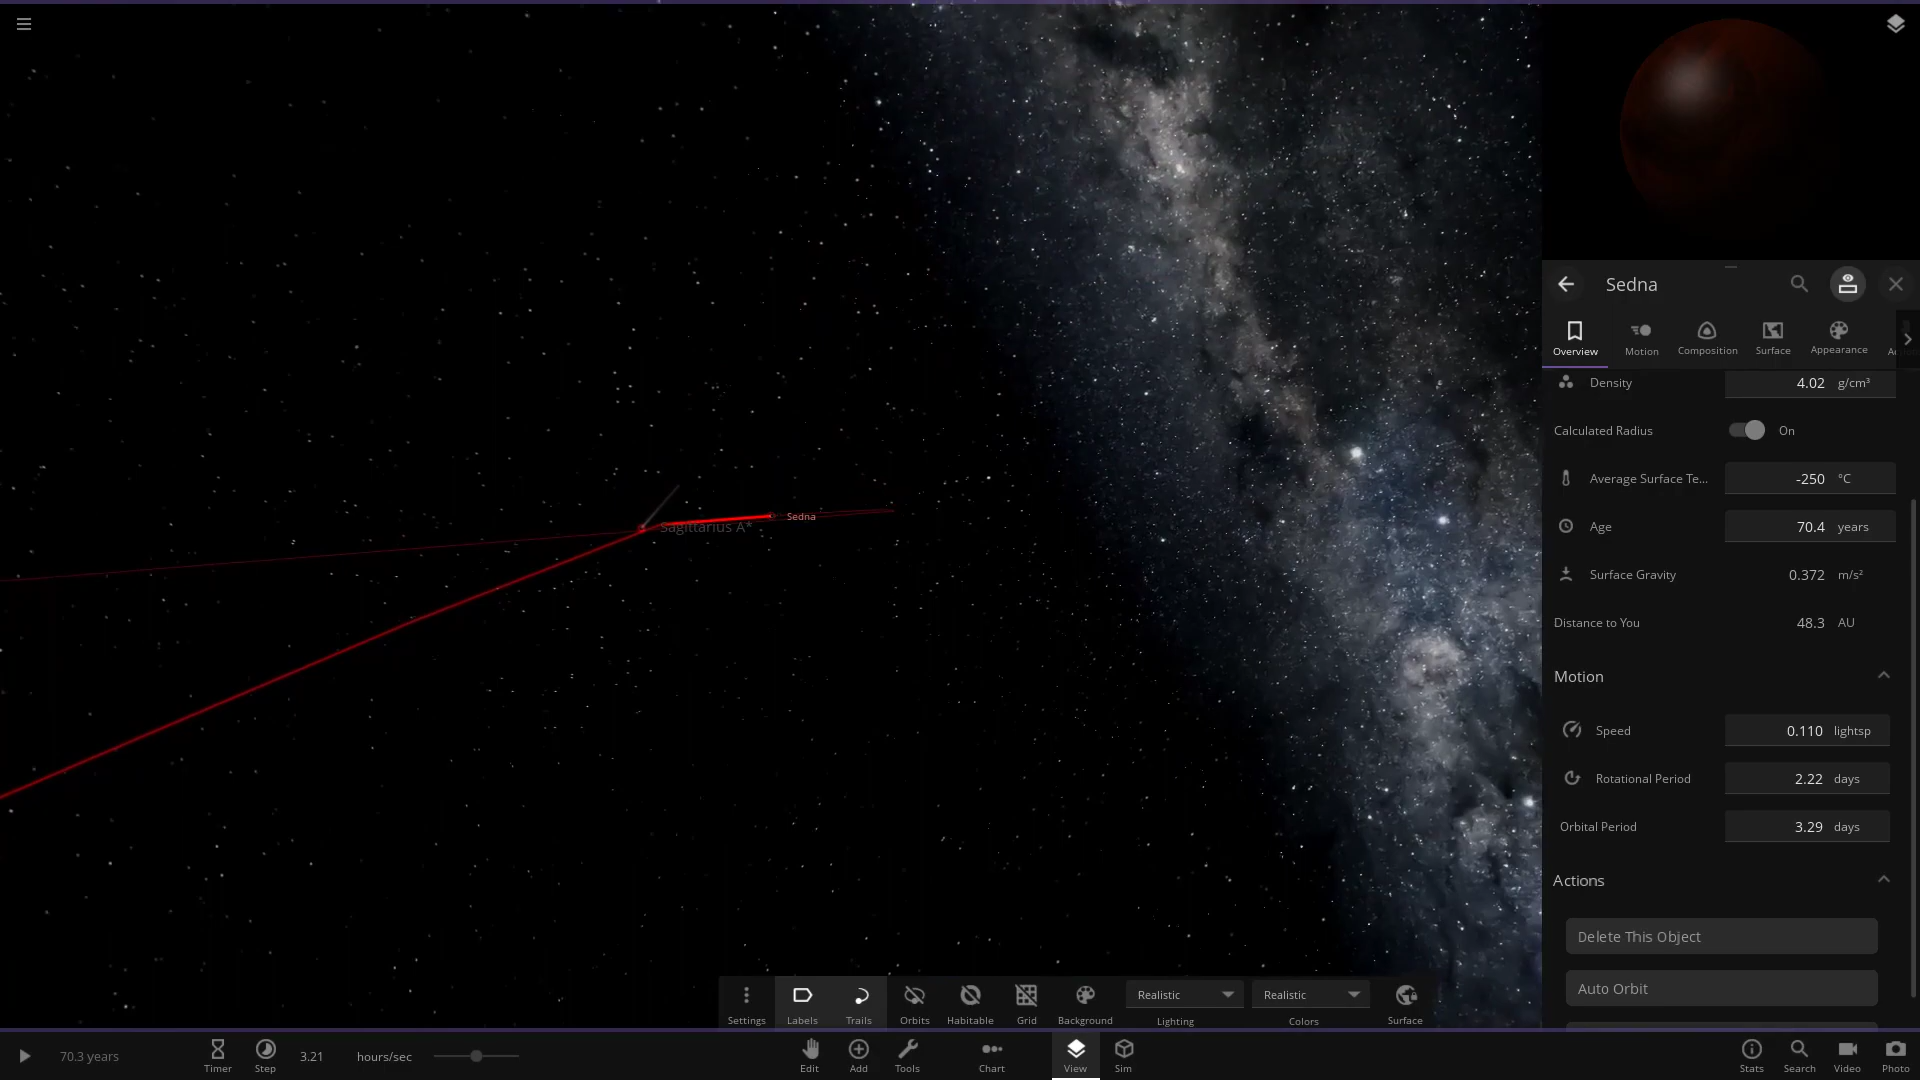 Sagittarius A*
Sedna
Sedna
Overview
Motion
Composition
Surface
Appearance
Density 4.02 g/cm³
Calculated Radius On
Average Surface Te... -250 °C
Age 70.4 years
Surface Gravity 0.372 m/s²
Distance to You 48.3 AU
Motion
Speed 0.110 lightsp
Rotational Period 2.22 days
Orbital Period 3.29 days
Actions
Delete This Object
Auto Orbit
Settings
Labels
Trails
Orbits
Habitable
Grid
Background
Realistic
Lighting
Realistic
Colors
Surface
70.3 years
Timer
Step
3.21 hours/sec
Edit
Add
Tools
Chart
View
Sim
Stats
Search
Video
Photo